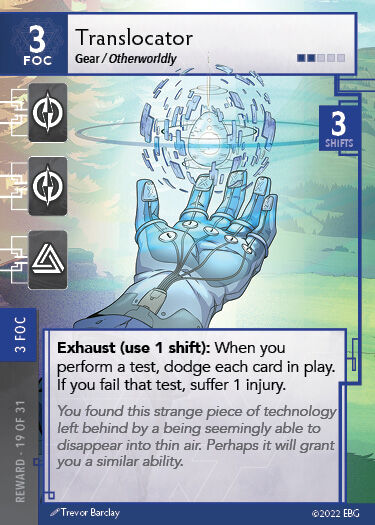 3
FOC
Translocator
Gear / Otherworldly
3
SHIFTS
3 FOC
REWARD - 19 OF 31
Exhaust (use 1 shift): When you
perform a test, dodge each card in play.
If you fail that test, suffer 1 injury.
You found this strange piece of technology
left behind by a being seemingly able to
disappear into thin air. Perhaps it will grant
you a similar ability.
Trevor Barclay
©2022 EBG